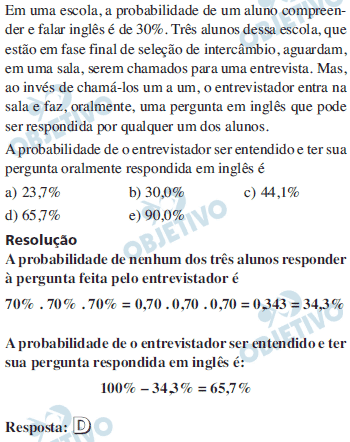 Em uma escola, a probabilidade de um aluno compreen-
der e falar inglês é de 30%. Três alunos dessa escola, que
estão em fase final de seleção de intercâmbio, aguardam,
em uma sala, serem chamados para uma entrevista. Mas,
ao invés de chamá-los um a um, o entrevistador entra na
sala e faz, oralmente, uma pergunta em inglês que pode
ser respondida por qualquer um dos alunos.
A probabilidade de o entrevistador ser entendido e ter sua
pergunta oralmente respondida em inglês é
a) 23,7% b) 30,0% c) 44,1%
d) 65,7% e) 90,0%
Resolução
A probabilidade de nenhum dos três alunos responder
à pergunta feita pelo entrevistador é
70% . 70% . 70% = 0,70 . 0,70 . 0,70 = 0,343 = 34,3%
A probabilidade de o entrevistador ser entendido e ter
sua pergunta respondida em inglês é:
100% – 34,3% = 65,7%
Resposta: D
OBJETIVO
OBJETIVO
OBJETIVO
OBJETIVO